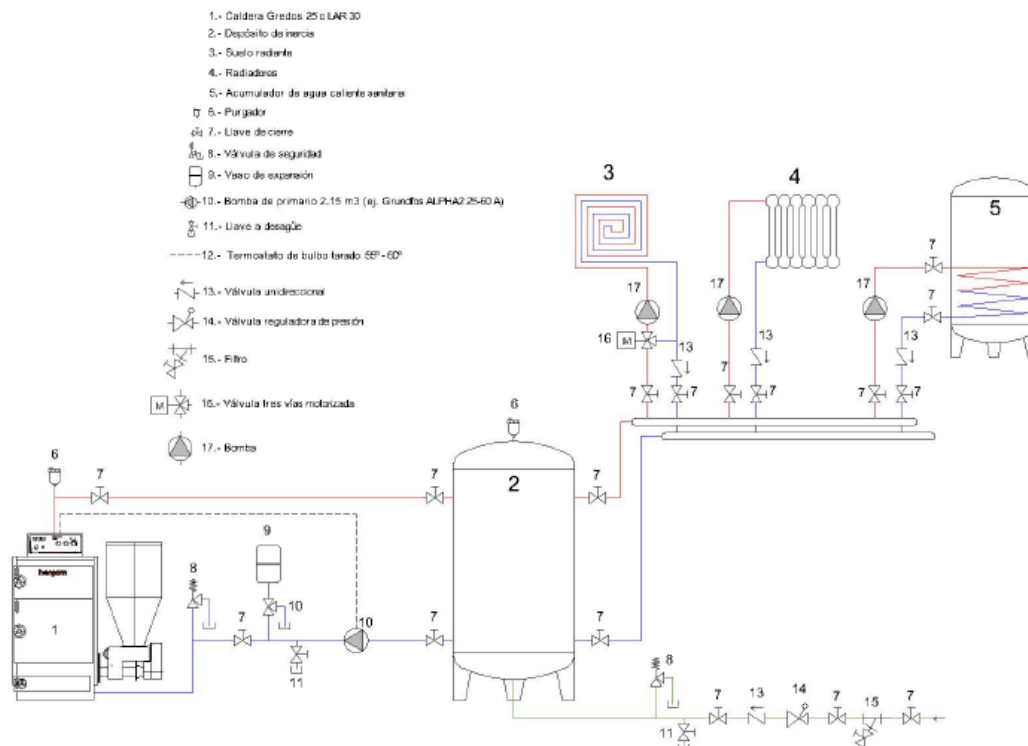 1.- Caldera Gredos 25 o LAR 30
2.- Depósito de inercia
3.- Suelo radiante
4.- Radiadores
5.- Acumulador de agua caliente sanitaria
6.- Purgador
7.- Llave de cierre
8.- Válvula de seguridad
9.- Vaso de expansión
10.- Bomba de primario 2.15 m3 (ej. Grundfos ALPHA2 25-60 A)
11.- Llave a desagüe
12.- Termostato de bulbo tarado 55º - 60º
13.- Válvula unidireccional
14.- Válvula reguladora de presión
15.- Filtro
M 16.- Válvula tres vías motorizada
17.- Bomba
3
4
5
7
7
17
17
17
16 M
13
13
13
7
7
7
7
7
7
6
6
7
7
2
7
9
hergom
8
10
1
7
10
7
7
11
8
7
13
14
7
15
7
11